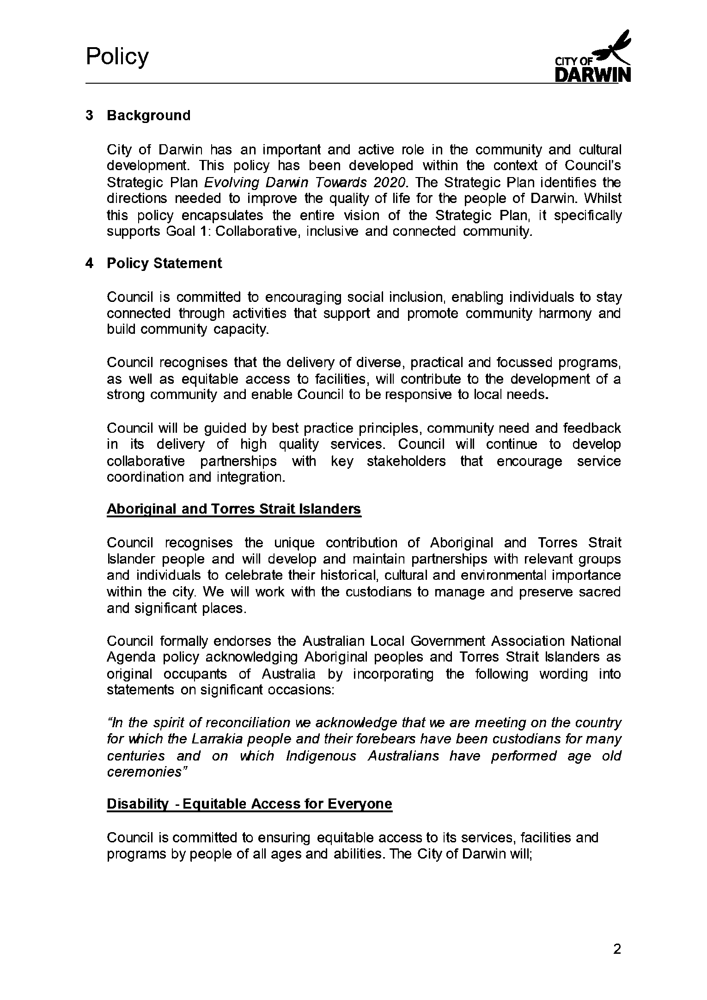 Policy
CITY OF
DARWIN
3 Background
City of Darwin has an important and active role in the community and cultural
development. This policy has been developed within the context of Council’s
Strategic Plan Evolving Darwin Towards 2020. The Strategic Plan identifies the
directions needed to improve the quality of life for the people of Darwin. Whilst
this policy encapsulates the entire vision of the Strategic Plan, it specifically
supports Goal 1: Collaborative, inclusive and connected community.
4 Policy Statement
Council is committed to encouraging social inclusion, enabling individuals to stay
connected through activities that support and promote community harmony and
build community capacity.
Council recognises that the delivery of diverse, practical and focussed programs,
as well as equitable access to facilities, will contribute to the development of a
strong community and enable Council to be responsive to local needs.
Council will be guided by best practice principles, community need and feedback
in its delivery of high quality services. Council will continue to develop
collaborative partnerships with key stakeholders that encourage service
coordination and integration.
Aboriginal and Torres Strait Islanders
Council recognises the unique contribution of Aboriginal and Torres Strait
Islander people and will develop and maintain partnerships with relevant groups
and individuals to celebrate their historical, cultural and environmental importance
within the city. We will work with the custodians to manage and preserve sacred
and significant places.
Council formally endorses the Australian Local Government Association National
Agenda policy acknowledging Aboriginal peoples and Torres Strait Islanders as
original occupants of Australia by incorporating the following wording into
statements on significant occasions:
“In the spirit of reconciliation we acknowledge that we are meeting on the country
for which the Larrakia people and their forebears have been custodians for many
centuries and on which Indigenous Australians have performed age old
ceremonies”
Disability - Equitable Access for Everyone
Council is committed to ensuring equitable access to its services, facilities and
programs by people of all ages and abilities. The City of Darwin will;
2